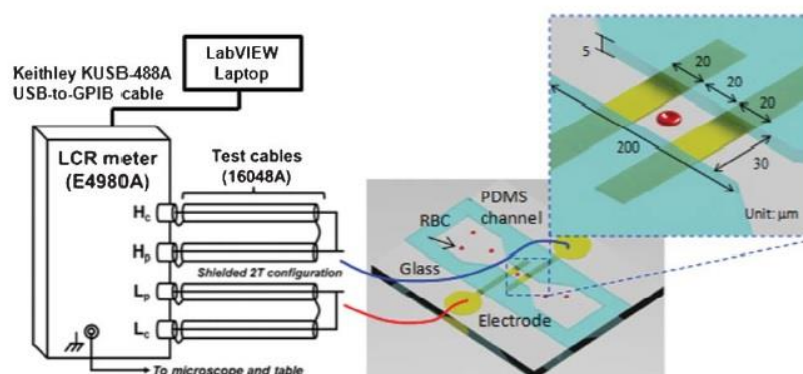 LabVIEW
Laptop
Keithley KUSB-488A
USB-to-GPIB cable
LCR meter
(E4980A)
Test cables
(16048A)
Hc
Hp
Shielded 2T configuration
Lp
Lc
To microscope and table
PDMS
channel
RBC
Glass
Electrode
5
20
20
20
200
30
Unit: µm